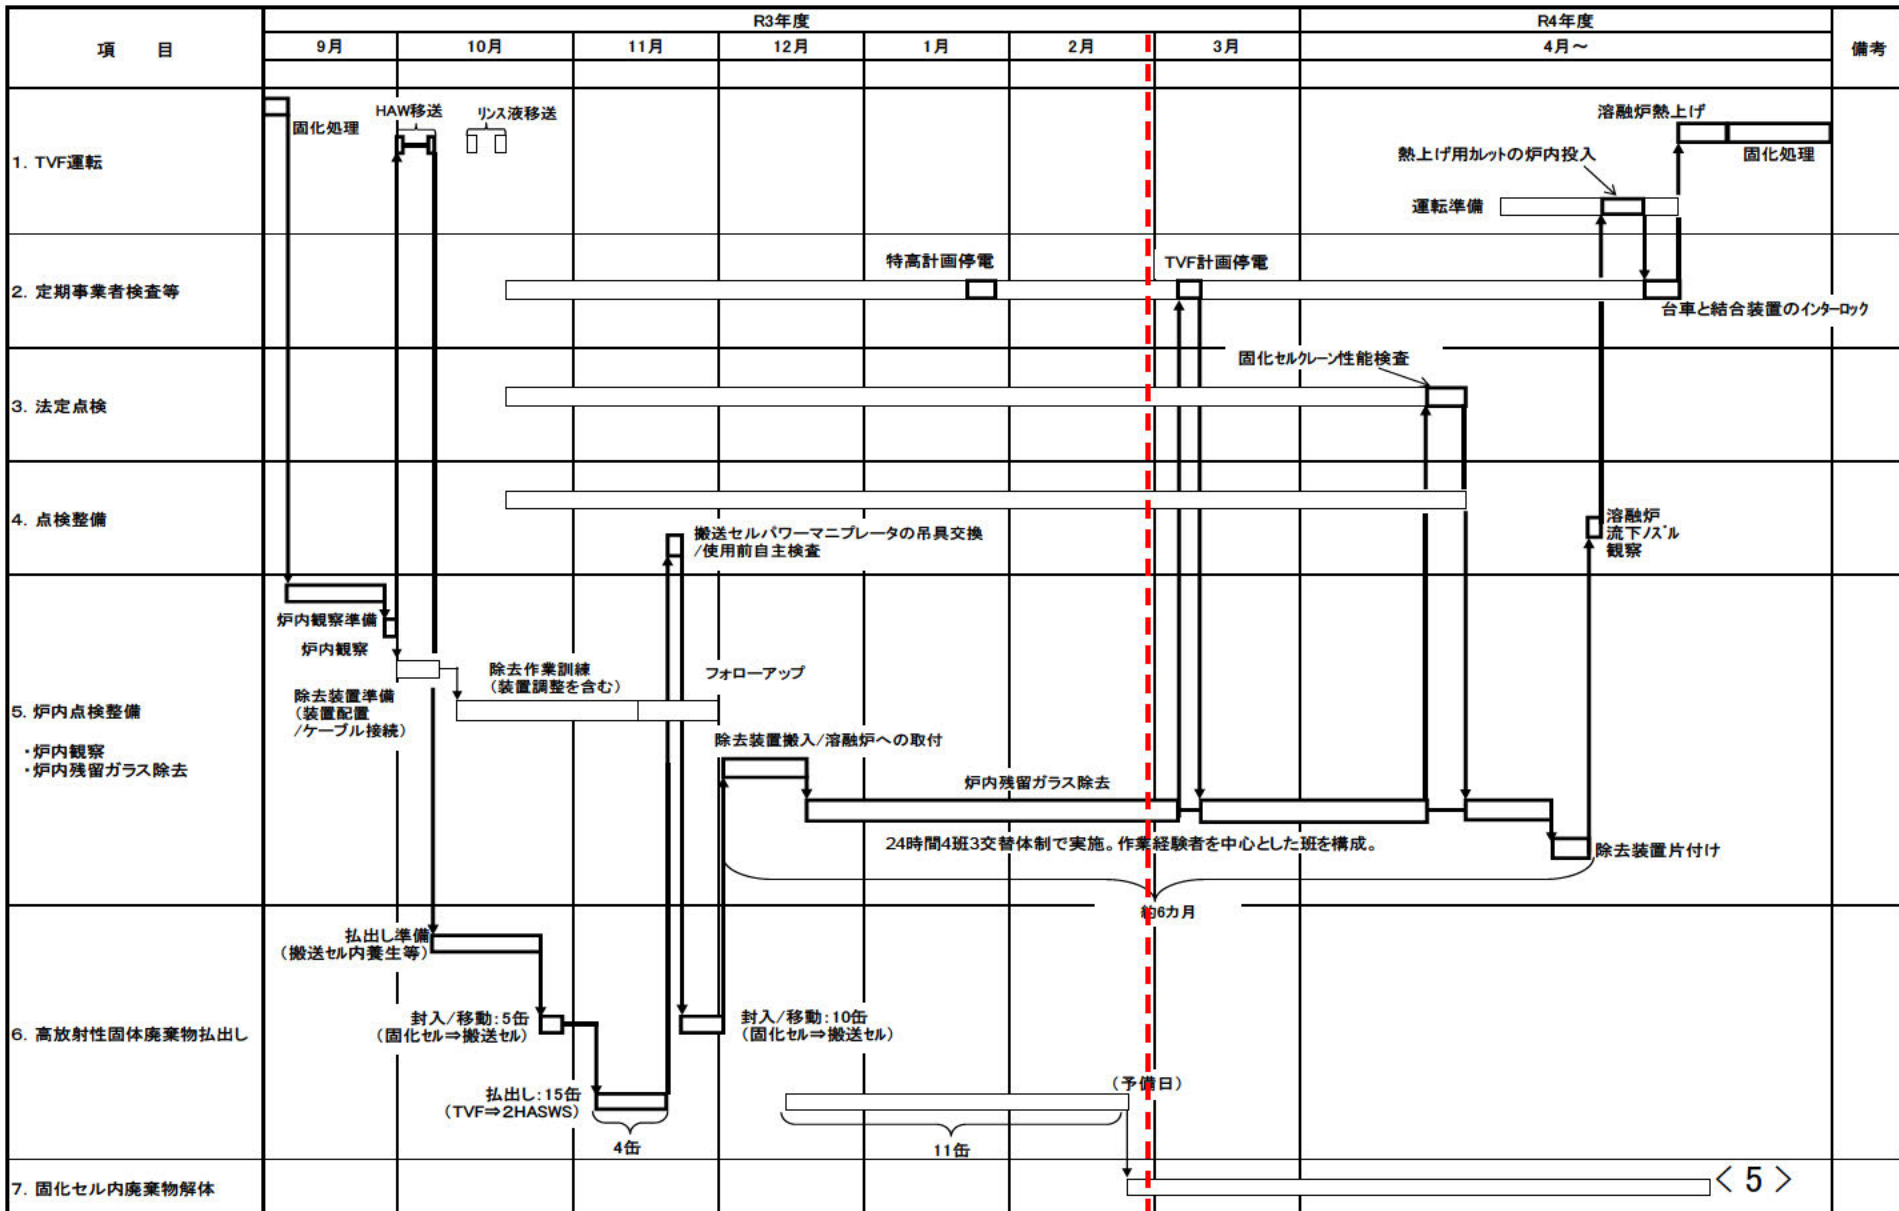 項　目
R3年度
R4年度
備考
9月
10月
11月
12月
1月
2月
3月
4月～
1. TVF運転
固化処理
HAW移送
リンス液移送
溶融炉熱上げ
固化処理
熱上げ用カレットの炉内投入
運転準備
2. 定期事業者検査等
特高計画停電
TVF計画停電
台車と結合装置のインターロック
3. 法定点検
固化セルクレーン性能検査
4. 点検整備
搬送セルパワーマニプレータの吊具交換
/使用前自主検査
溶融炉
流下ノズル
観察
5. 炉内点検整備
・炉内観察
・炉内残留ガラス除去
炉内観察準備
炉内観察
除去装置準備
(装置配置
/ケーブル接続)
除去作業訓練
(装置調整を含む)
フォローアップ
除去装置搬入/溶融炉への取付
炉内残留ガラス除去
24時間4班3交替体制で実施。作業経験者を中心とした班を構成。
除去装置片付け
約6カ月
6. 高放射性固体廃棄物払出し
払出し準備
(搬送セル内養生等)
封入/移動:5缶
(固化セル⇒搬送セル)
封入/移動:10缶
(固化セル⇒搬送セル)
払出し:15缶
(TVF⇒2HASWS)
4缶
(予備日)
11缶
7. 固化セル内廃棄物解体
＜ 5 ＞